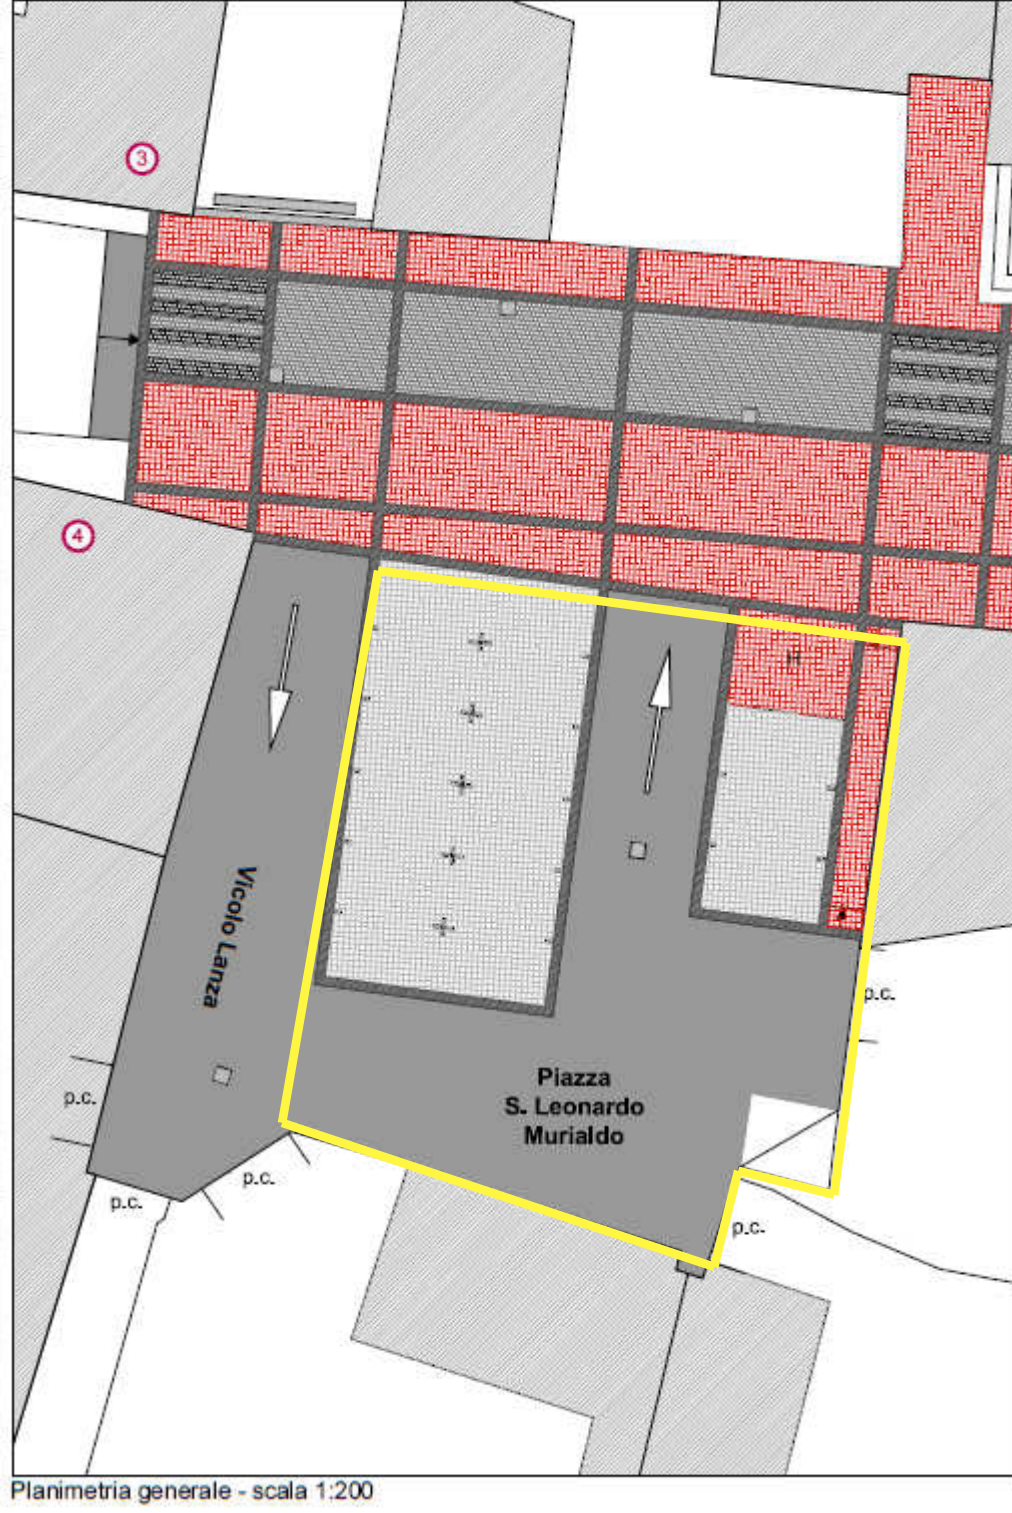 3
4
H
Vicolo Lanza
p.c.
Piazza
S. Leonardo
Murialdo
p.c.
p.c.
p.c.
p.c.
Planimetria generale - scala 1:200